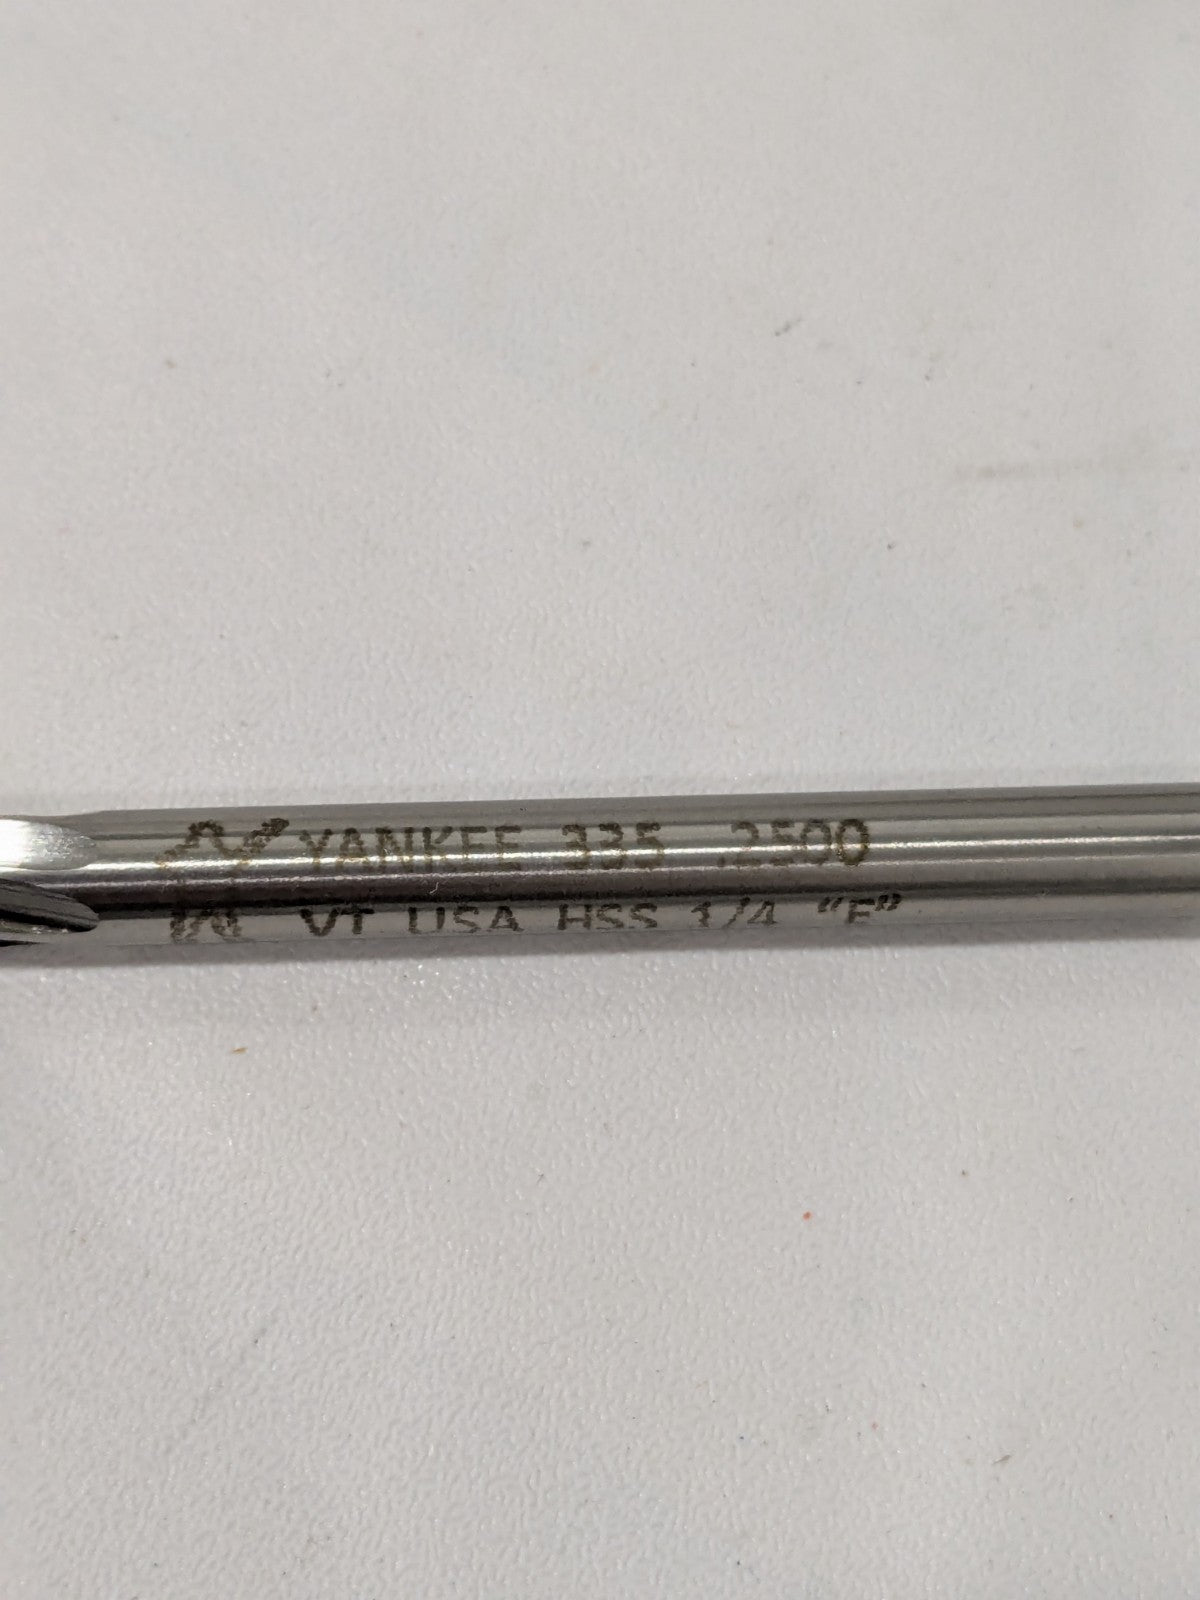 YANKEE 335 .2500
VT USA HSS 1/4 "E"